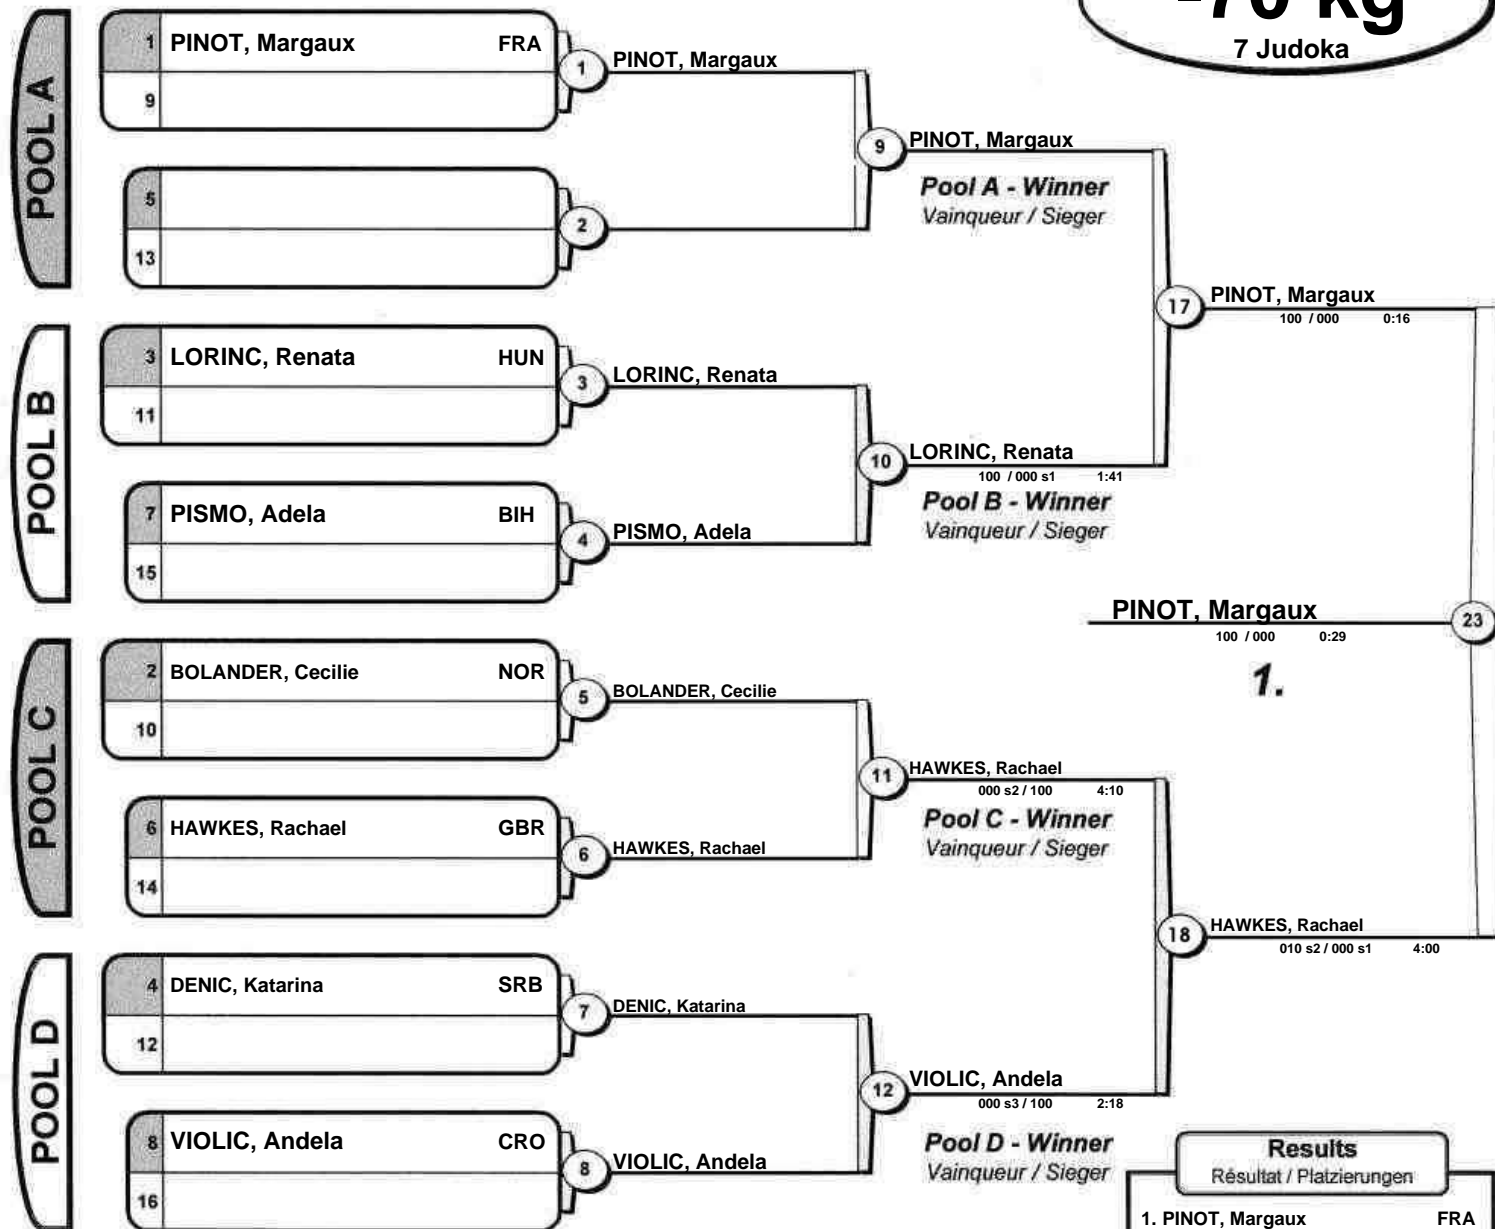 -70 kg
7 Judoka
POOL A
1 PINOT, Margaux FRA
9
1 PINOT, Margaux
5
13
2
9 PINOT, Margaux
Pool A - Winner
Vainqueur / Sieger
POOL B
3 LORINC, Renata HUN
11
3 LORINC, Renata
7 PISMO, Adela BIH
15
4 PISMO, Adela
10 LORINC, Renata
100 / 000 s1 1:41
Pool B - Winner
Vainqueur / Sieger
17 PINOT, Margaux
100 / 000 0:16
PINOT, Margaux 23
100 / 000 0:29
1.
POOL C
2 BOLANDER, Cecilie NOR
10
5 BOLANDER, Cecilie
6 HAWKES, Rachael GBR
14
6 HAWKES, Rachael
11 HAWKES, Rachael
000 s2 / 100 4:10
Pool C - Winner
Vainqueur / Sieger
POOL D
4 DENIC, Katarina SRB
12
7 DENIC, Katarina
8 VIOLIC, Andela CRO
16
8 VIOLIC, Andela
12 VIOLIC, Andela
000 s3 / 100 2:18
Pool D - Winner
Vainqueur / Sieger
18 HAWKES, Rachael
010 s2 / 000 s1 4:00
Results
Résultat / Platzierungen
1. PINOT, Margaux FRA